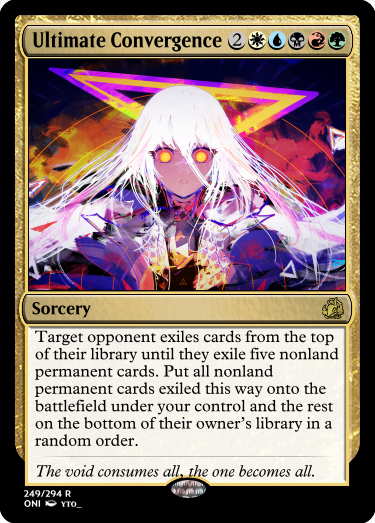 Ultimate Convergence 2
Sorcery
Target opponent exiles cards from the top
of their library until they exile five nonland
permanent cards. Put all nonland
permanent cards exiled this way onto the
battlefield under your control and the rest
on the bottom of their owner's library in a
random order.
The void consumes all, the one becomes all.
249/294 R
ONI YTO_